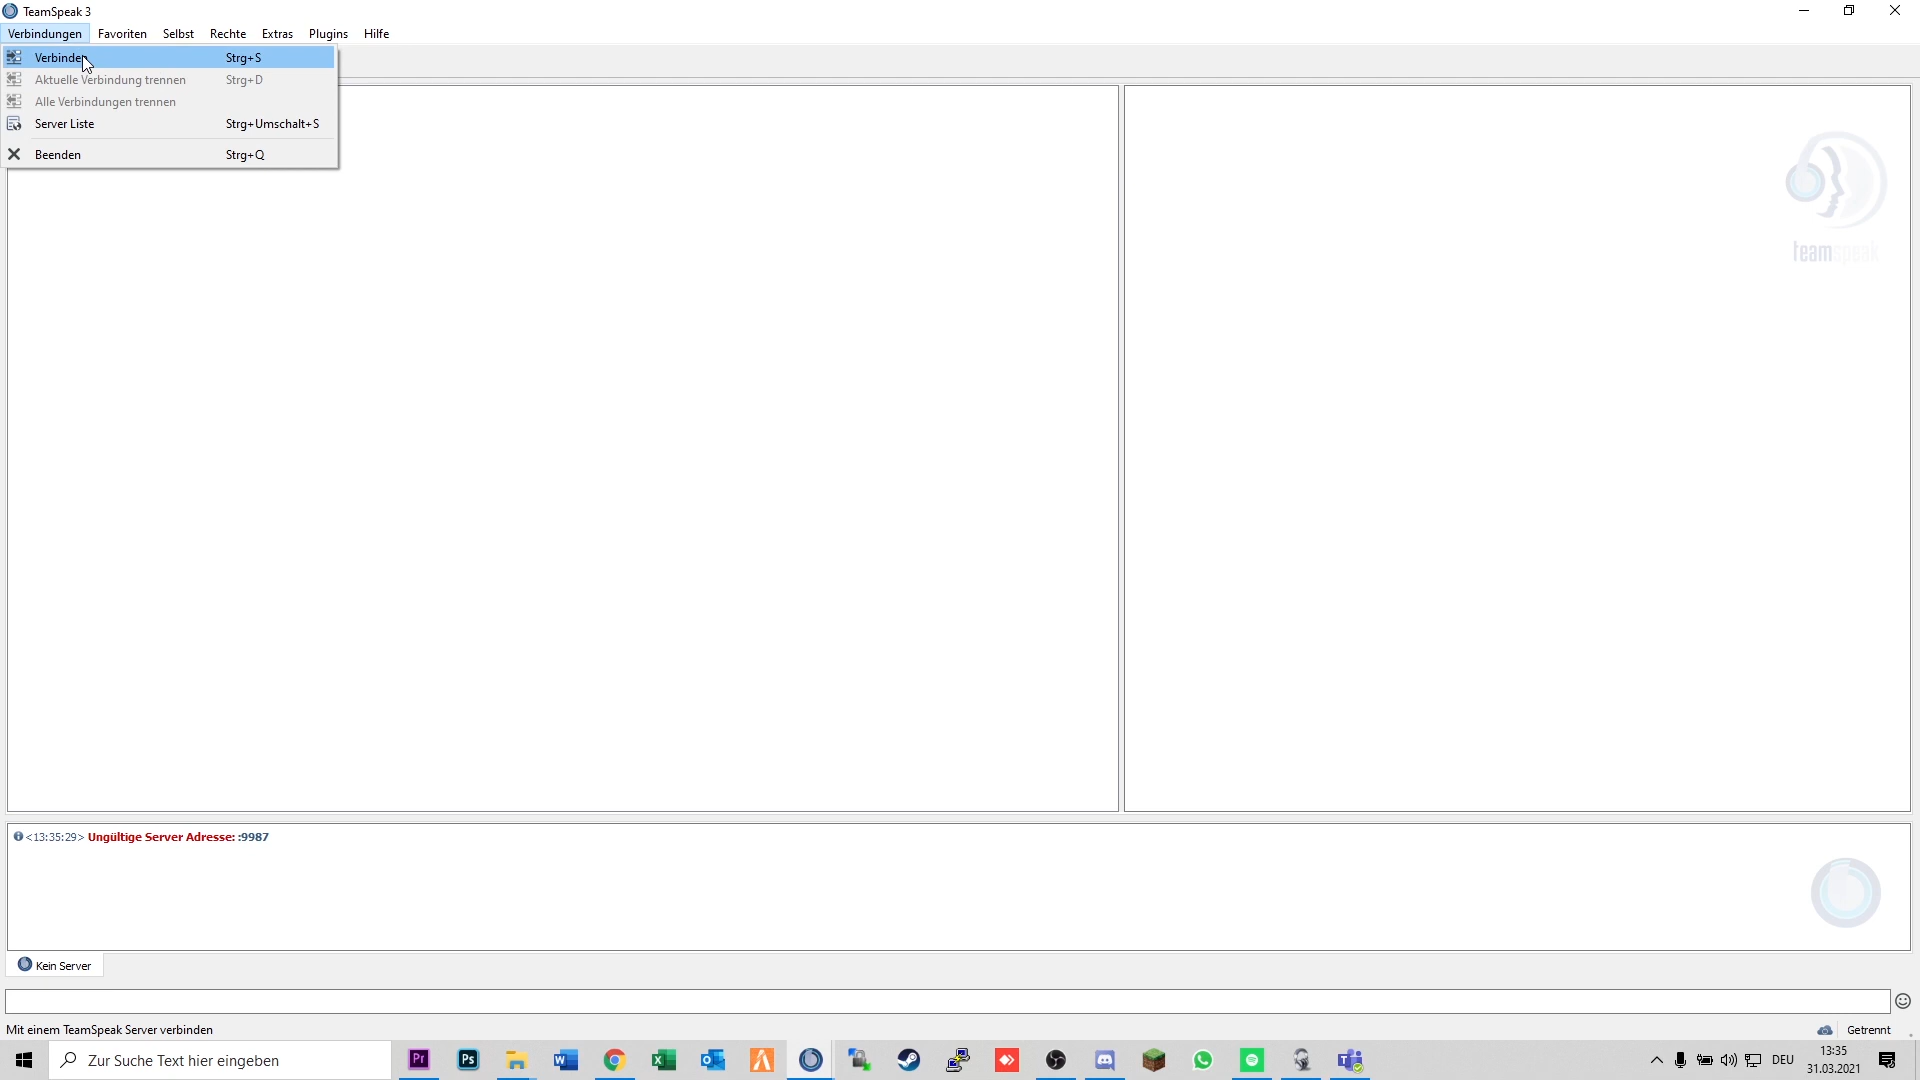 TeamSpeak 3
Verbindungen Favoriten Selbst Rechte Extras Plugins Hilfe
Verbinden Strg+S
Aktuelle Verbindung trennen Strg+D
Alle Verbindungen trennen
Server Liste Strg+Umschalt+S
Beenden Strg+Q
teamspeak
<13:35:29> Ungültige Server Adresse: :9987
Kein Server
Mit einem TeamSpeak Server verbinden
Getrennt
Zur Suche Text hier eingeben
Pr
Ps
DEU
13:35
31.03.2021